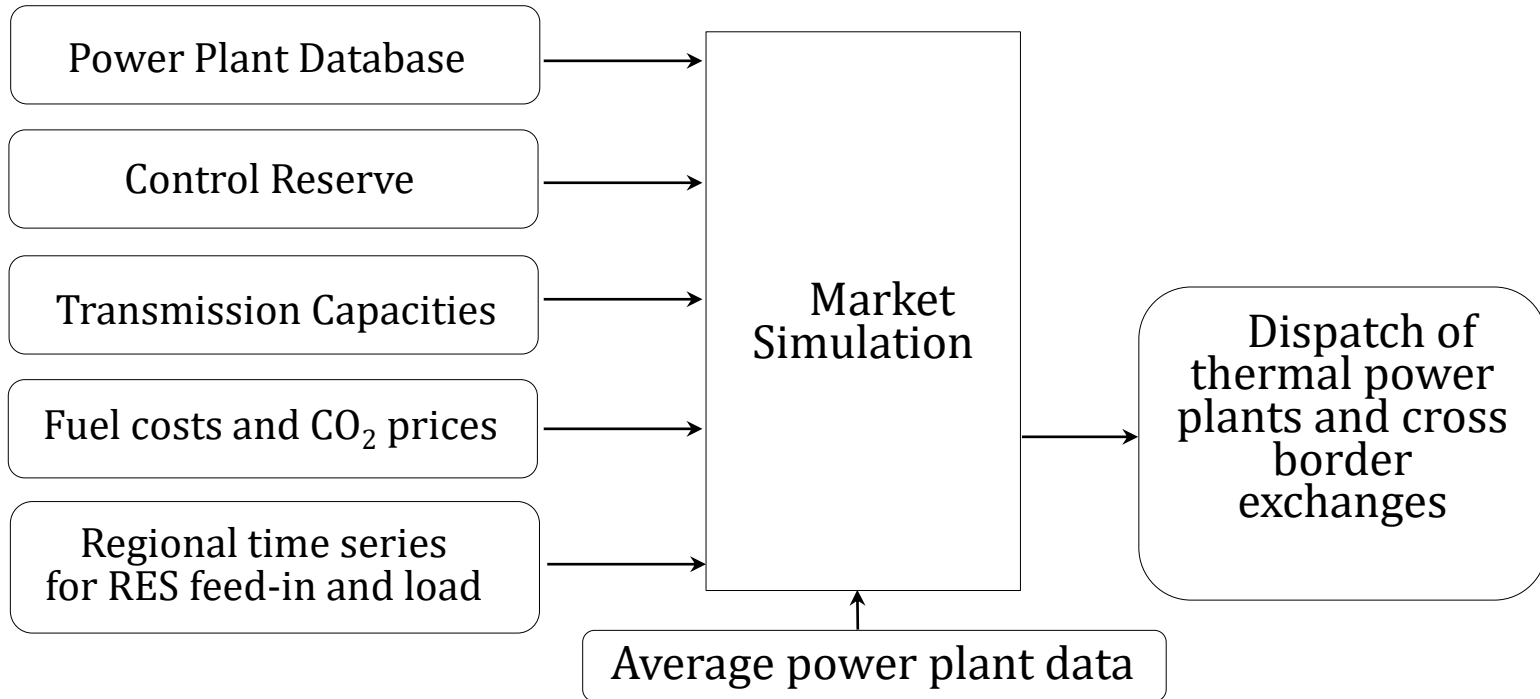 Power Plant Database
Control Reserve
Transmission Capacities
Fuel costs and CO₂ prices
Regional time series
for RES feed-in and load
Market
Simulation
Average power plant data
Dispatch of
thermal power
plants and cross
border
exchanges